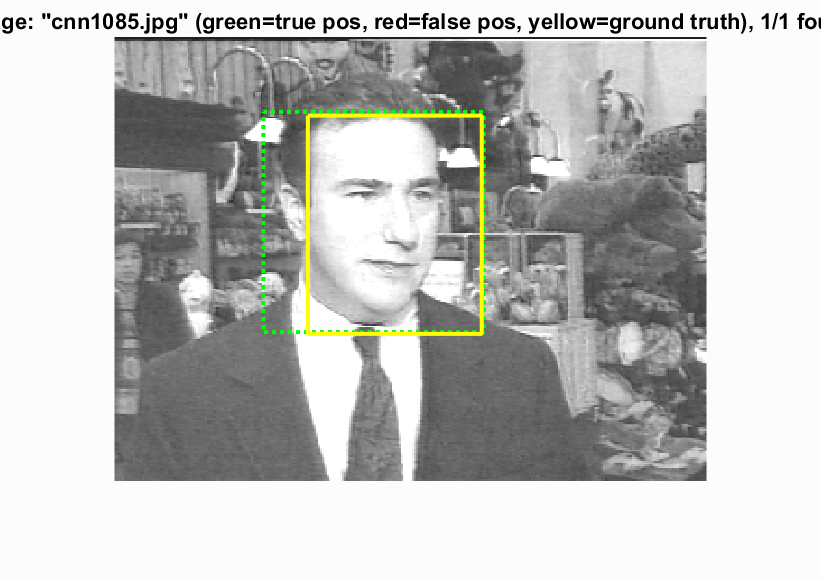 ge: "cnn1085.jpg" (green=true pos, red=false pos, yellow=ground truth), 1/1 fou